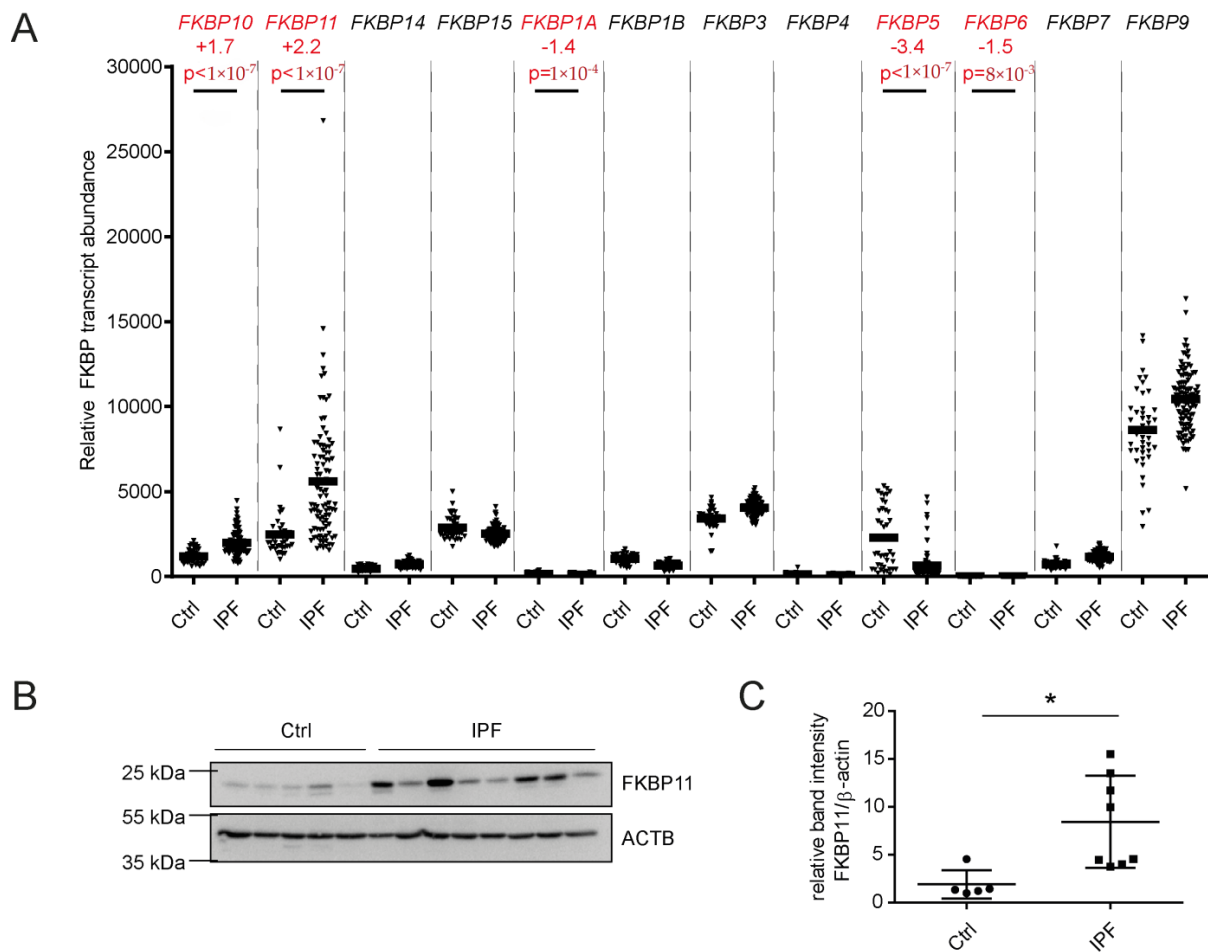 A
FKBP10 FKBP11 FKBP14 FKBP15 FKBP1A FKBP1B FKBP3 FKBP4 FKBP5 FKBP6 FKBP7 FKBP9
+1.7 +2.2 -1.4 -3.4 -1.5
p<1×10-7 p<1×10-7 p=1×10-4 p<1×10-7 p=8×10-3
Relative FKBP transcript abundance
30000
25000
20000
15000
10000
5000
0
Ctrl IPF Ctrl IPF Ctrl IPF Ctrl IPF Ctrl IPF Ctrl IPF Ctrl IPF Ctrl IPF Ctrl IPF Ctrl IPF Ctrl IPF Ctrl IPF
B
Ctrl IPF
25 kDa
FKBP11
55 kDa
ACTB
35 kDa
C
relative band intensity
FKBP11/β-actin
20
15
10
5
0
*
Ctrl IPF